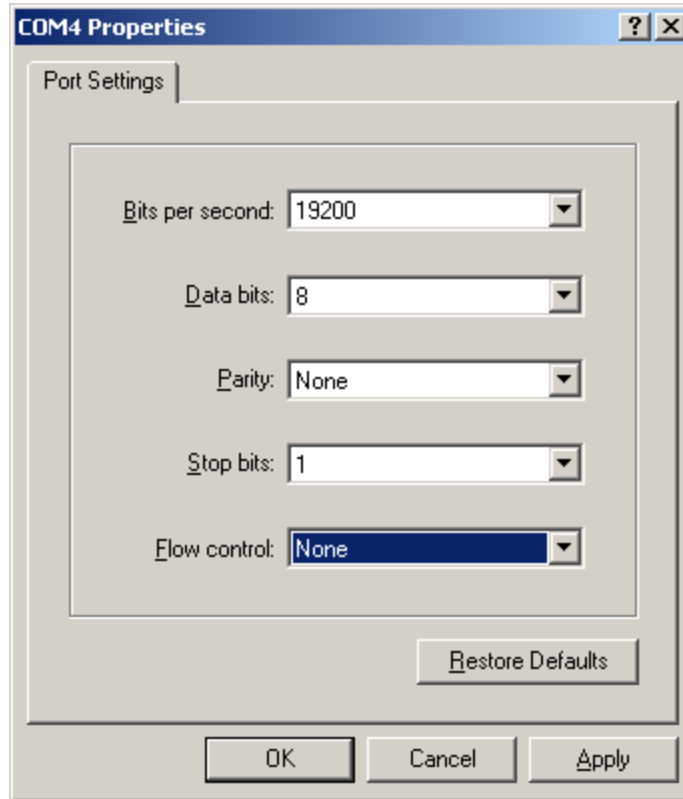 COM4 Properties
Port Settings
Bits per second: 19200
Data bits: 8
Parity: None
Stop bits: 1
Flow control: None
Restore Defaults
OK Cancel Apply